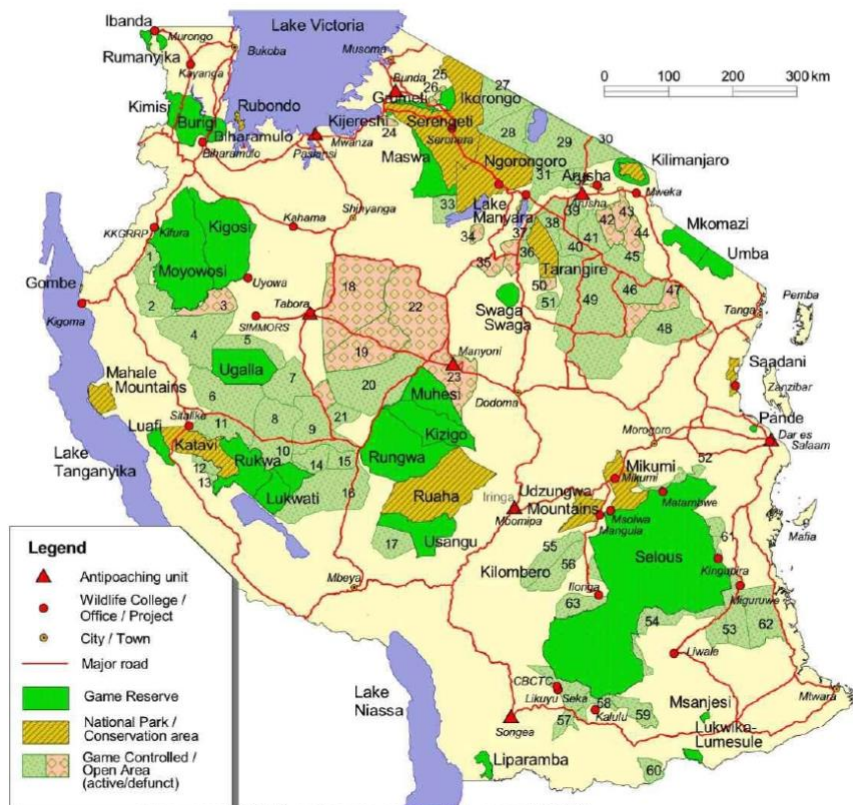 Ibanda
Lake Victoria
Murongo
Musoma
Rumanyika
Bukoba
Kayanga
Bunda
25
26
27
0 100 200 300 km
Kimisi
Rubondo
Grumeti
Ikorongo
Burigi
Kijereshi
Serengeti
28
29
30
Biharamulo
24
Seronera
Biharamulo
Pasiansi
Mwanza
Maswa
Ngorongoro
31
32
Arusha
Kilimanjaro
Arusha
Mweka
33
Lake
Manyara
Kigosi
Shinyanga
34
37
38
39
42
43
44
Mkomazi
KKGRRP
Kifura
Kahama
40
41
Umba
1
Moyowosi
35
36
45
Gombe
Uyowa
18
22
Tarangire
Kigoma
2
3
Tabora
50
51
49
46
47
Pemba
Swaga
Swaga
Tanga
SIMMORS
48
4
5
19
Manyoni
Mahale
Mountains
Ugalla
7
20
23
Saadani
Muhesi
Zanzibar
6
Dodoma
Luafi
Sitalike
8
21
Kizigo
Pande
11
9
Morogoro
Dar es
Salaam
Lake
Tanganyika
Katavi
10
Rungwa
52
12
13
Rukwa
14
15
Mikumi
Mikumi
Lukwati
16
Ruaha
Iringa
Udzungwa
Mountains
Matambwe
Msolwa
Mbomipa
Mangula
Mafia
Legend
17
Usangu
55
61
Selous
Antipoaching unit
Kilombero
56
Kingupira
Wildlife College /
Office / Project
Mbeya
Ilonga
Miguruwe
63
City / Town
54
53
62
Major road
Liwale
Game Reserve
Lake
Niassa
CBCTC
Likuyu Seka
Msanjesi
Mtwara
National Park /
Conservation area
58
59
57
Kalulu
Lukwika-
Lumesule
Songea
Game Controlled /
Open Area
(active/defunct)
Liparamba
60